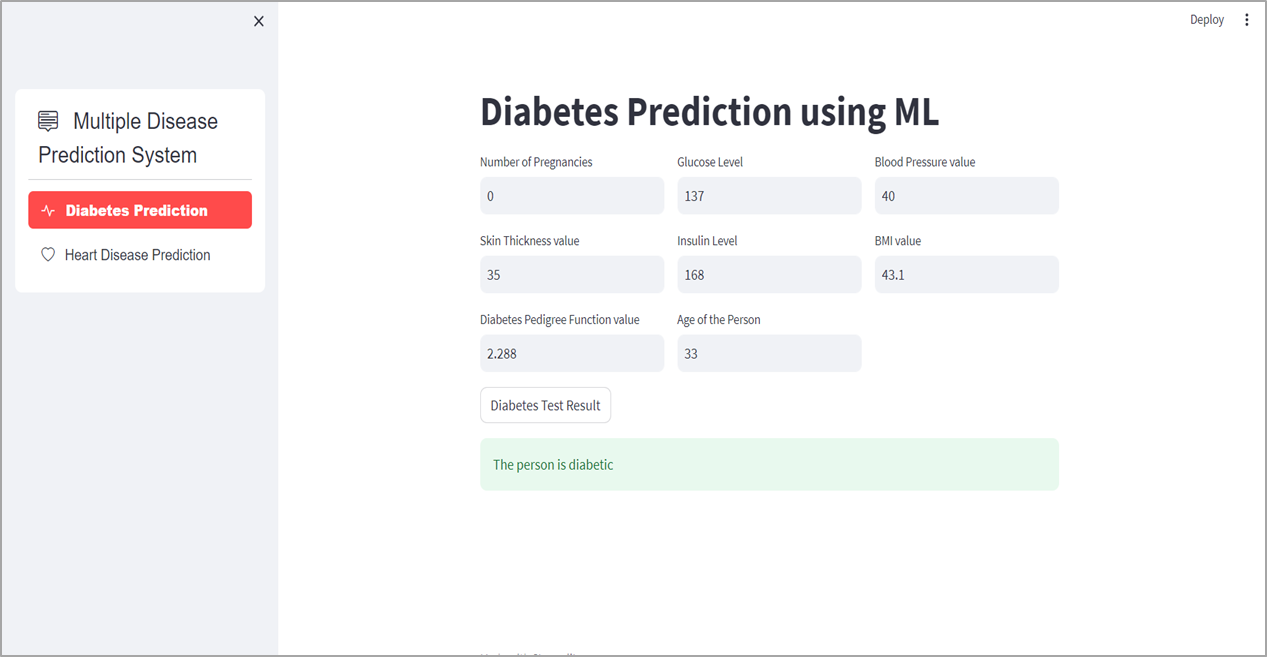 Deploy
Multiple Disease
Prediction System
Diabetes Prediction
Heart Disease Prediction
Diabetes Prediction using ML
Number of Pregnancies Glucose Level Blood Pressure value
0 137 40
Skin Thickness value Insulin Level BMI value
35 168 43.1
Diabetes Pedigree Function value Age of the Person
2.288 33
Diabetes Test Result
The person is diabetic